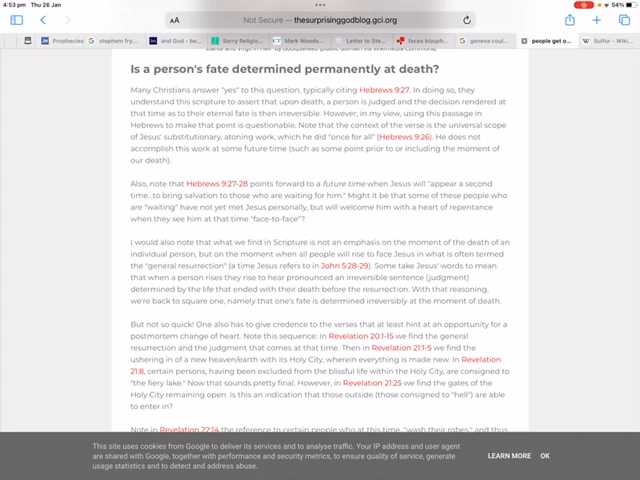 4:53 pm Thu 26 Jan
54%
AA
Not Secure — thesurprisinggodblog.gci.org
Prophecies
stephem fry...
and God - be...
Sorry Religio...
Mark Woods...
Letter to Ste...
faces blasph...
geneva coul...
people get o...
Sulfur - Wiki...
Is a person's fate determined permanently at death?
Many Christians answer "yes" to this question, typically citing Hebrews 9:27. In doing so, they
understand this scripture to assert that upon death, a person is judged and the decision rendered at
that time as to their eternal fate is then irreversible. However, in my view, using this passage in
Hebrews to make that point is questionable. Note that the context of the verse is the universal scope
of Jesus' substitutionary, atoning work, which he did "once for all" (Hebrews 9:26). He does not
accomplish this work at some future time (such as some point prior to or including the moment of
our death).
Also, note that Hebrews 9:27-28 points forward to a future time when Jesus will "appear a second
time...to bring salvation to those who are waiting for him." Might it be that some of these people who
are "waiting" have not yet met Jesus personally, but will welcome him with a heart of repentance
when they see him at that time "face-to-face"?
I would also note that what we find in Scripture is not an emphasis on the moment of the death of an
individual person, but on the moment when all people will rise to face Jesus in what is often termed
the "general resurrection" (a time Jesus refers to in John 5:28-29). Some take Jesus' words to mean
that when a person rises they rise to hear pronounced an irreversible sentence (judgment)
determined by the life that ended with their death before the resurrection. With that reasoning,
we're back to square one, namely that one's fate is determined irreversibly at the moment of death.
But not so quick! One also has to give credence to the verses that at least hint at an opportunity for a
postmortem change of heart. Note this sequence: In Revelation 20:1-15 we find the general
resurrection and the judgment that comes at that time. Then in Revelation 21:1-5 we find the
ushering in of a new heaven/earth with its Holy City, wherein everything is made new. In Revelation
21:8, certain persons, having been excluded from the blissful life within the Holy City, are consigned to
"the fiery lake." Now that sounds pretty final. However, in Revelation 21:25 we find the gates of the
Holy City remaining open. Is this an indication that those outside (those consigned to "hell") are able
to enter in?
Note in Revelation 22:14 the reference to certain people who at this time, "wash their robes," and thus
This site uses cookies from Google to deliver its services and to analyse traffic. Your IP address and user agent
are shared with Google, together with performance and security metrics, to ensure quality of service, generate
usage statistics and to detect and address abuse.
LEARN MORE OK